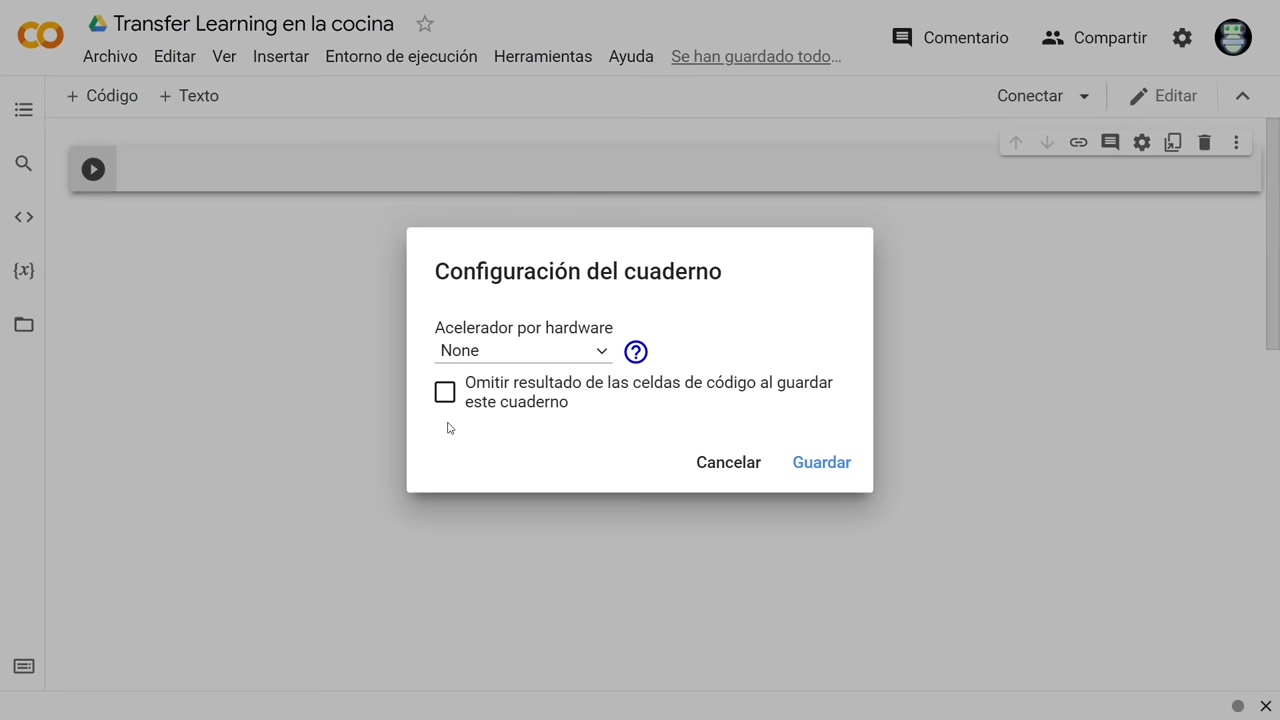 Transfer Learning en la cocina
Comentario
Compartir
Archivo Editar Ver Insertar Entorno de ejecución Herramientas Ayuda Se han guardado todo…
+ Código + Texto
Conectar
Editar
{x}
Configuración del cuaderno
Acelerador por hardware
None
?
Omitir resultado de las celdas de código al guardar
este cuaderno
Cancelar Guardar